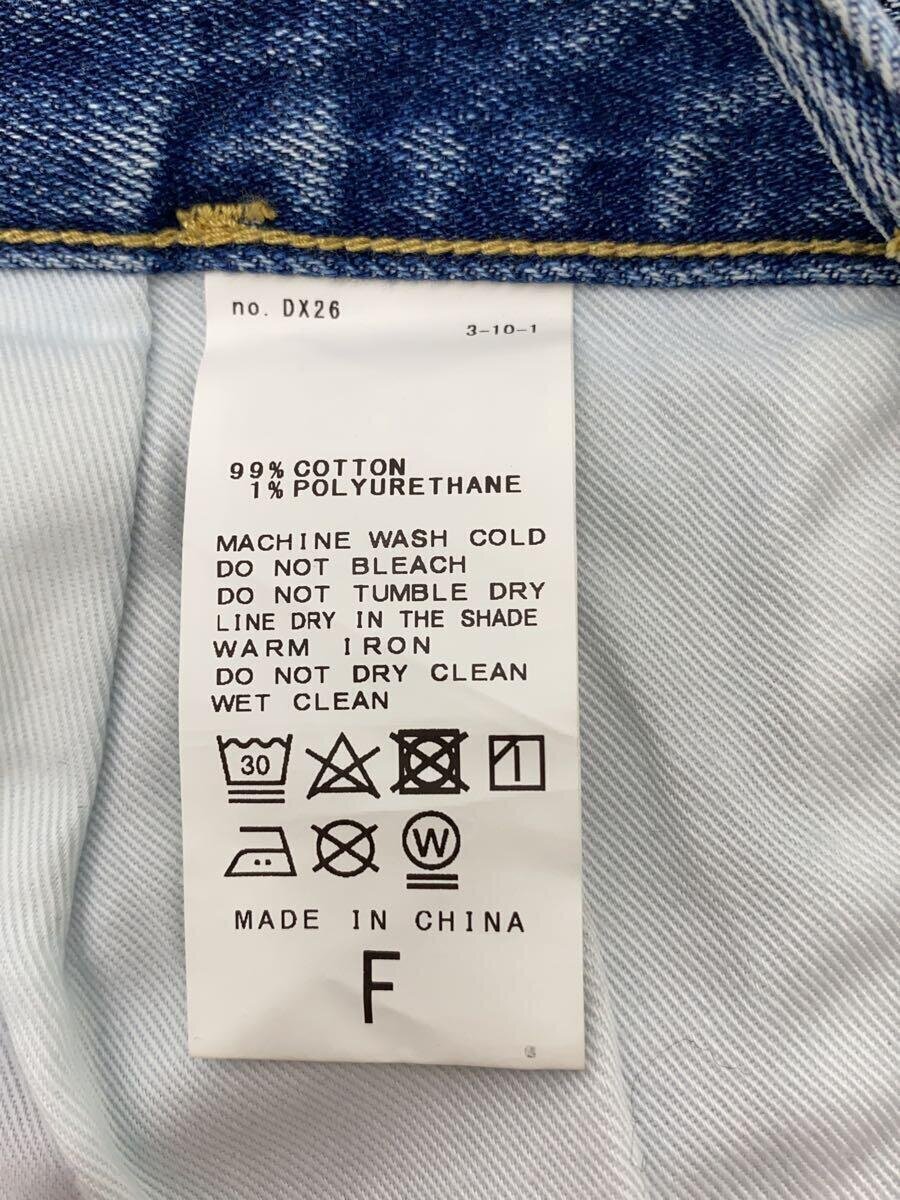 no. DX26
3-10-1
99% COTTON
1% POLYURETHANE
MACHINE WASH COLD
DO NOT BLEACH
DO NOT TUMBLE DRY
LINE DRY IN THE SHADE
WARM IRON
DO NOT DRY CLEAN
WET CLEAN
30
W
MADE IN CHINA
F